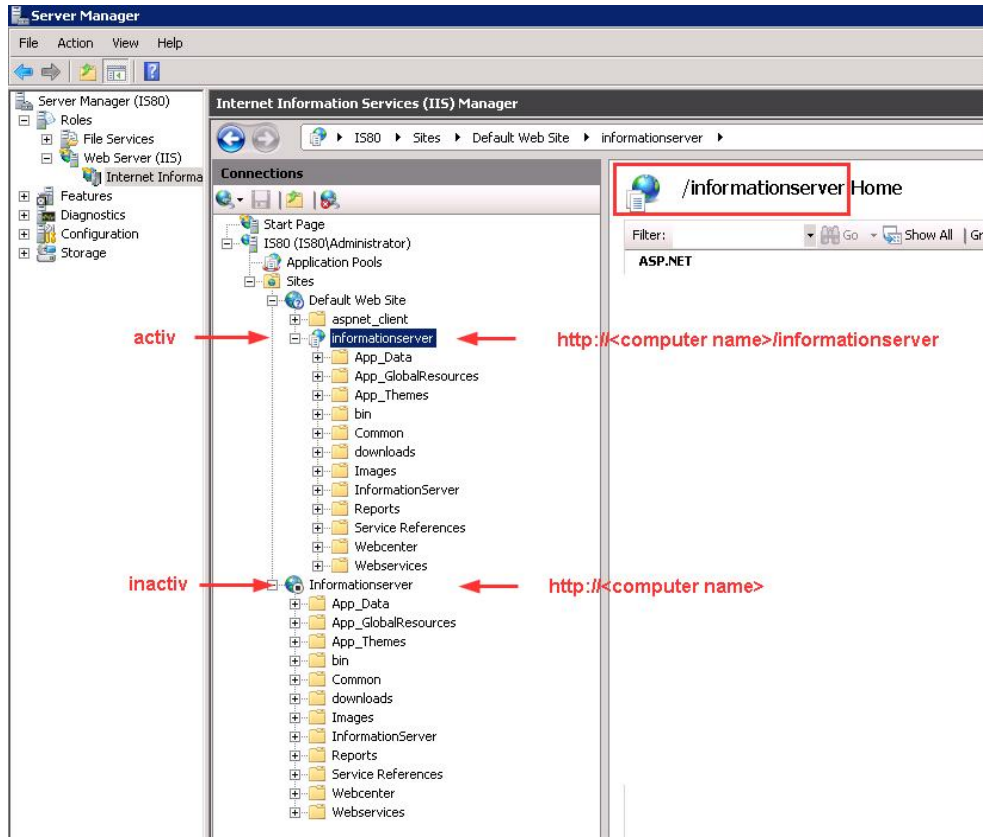 Server Manager
File Action View Help
Server Manager (IS80)
Roles
File Services
Web Server (IIS)
Internet Informa
Features
Diagnostics
Configuration
Storage
Internet Information Services (IIS) Manager
IS80 Sites Default Web Site informationserver
Connections
Start Page
IS80 (IS80\Administrator)
Application Pools
Sites
Default Web Site
aspnet_client
activ informationserver http://<computer name>/informationserver
App_Data
App_GlobalResources
App_Themes
bin
Common
downloads
Images
InformationServer
Reports
Service References
Webcenter
Webservices
inactiv Informationserver http://<computer name>
App_Data
App_GlobalResources
App_Themes
bin
Common
downloads
Images
InformationServer
Reports
Service References
Webcenter
Webservices
/informationserver Home
Filter: Go Show All Gr
ASP.NET